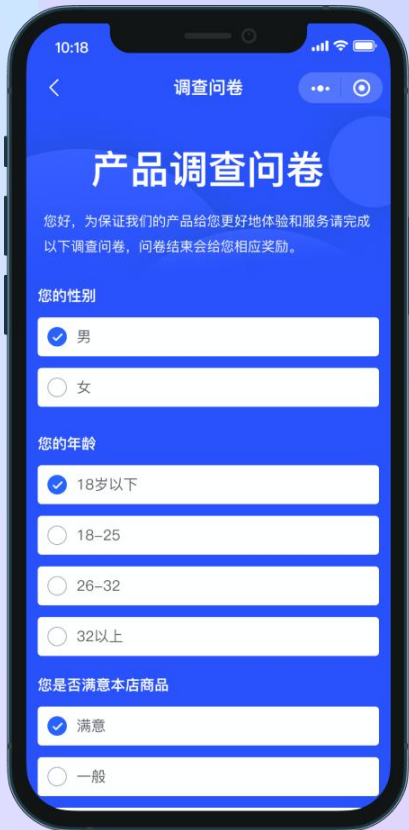 10:18
调查问卷
产品调查问卷
您好，为保证我们的产品给您更好地体验和服务请完成
以下调查问卷，问卷结束会给您相应奖励。
您的性别
男
女
您的年龄
18岁以下
18-25
26-32
32以上
您是否满意本店商品
满意
一般